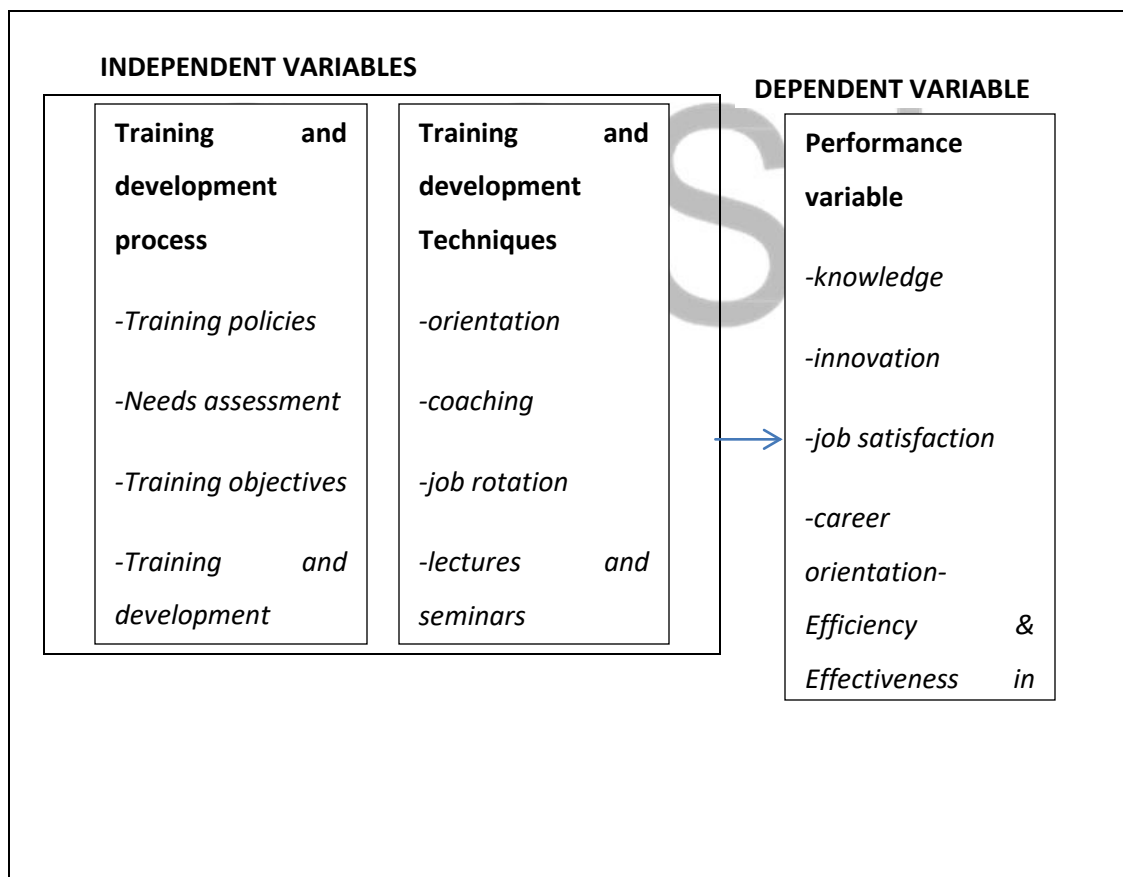 INDEPENDENT VARIABLES
Training and
development
process
-Training policies
-Needs assessment
-Training objectives
-Training and
development
Training and
development
Techniques
-orientation
-coaching
-job rotation
-lectures and
seminars
DEPENDENT VARIABLE
Performance
variable
-knowledge
-innovation
-job satisfaction
-career
orientation-
Efficiency &
Effectiveness in